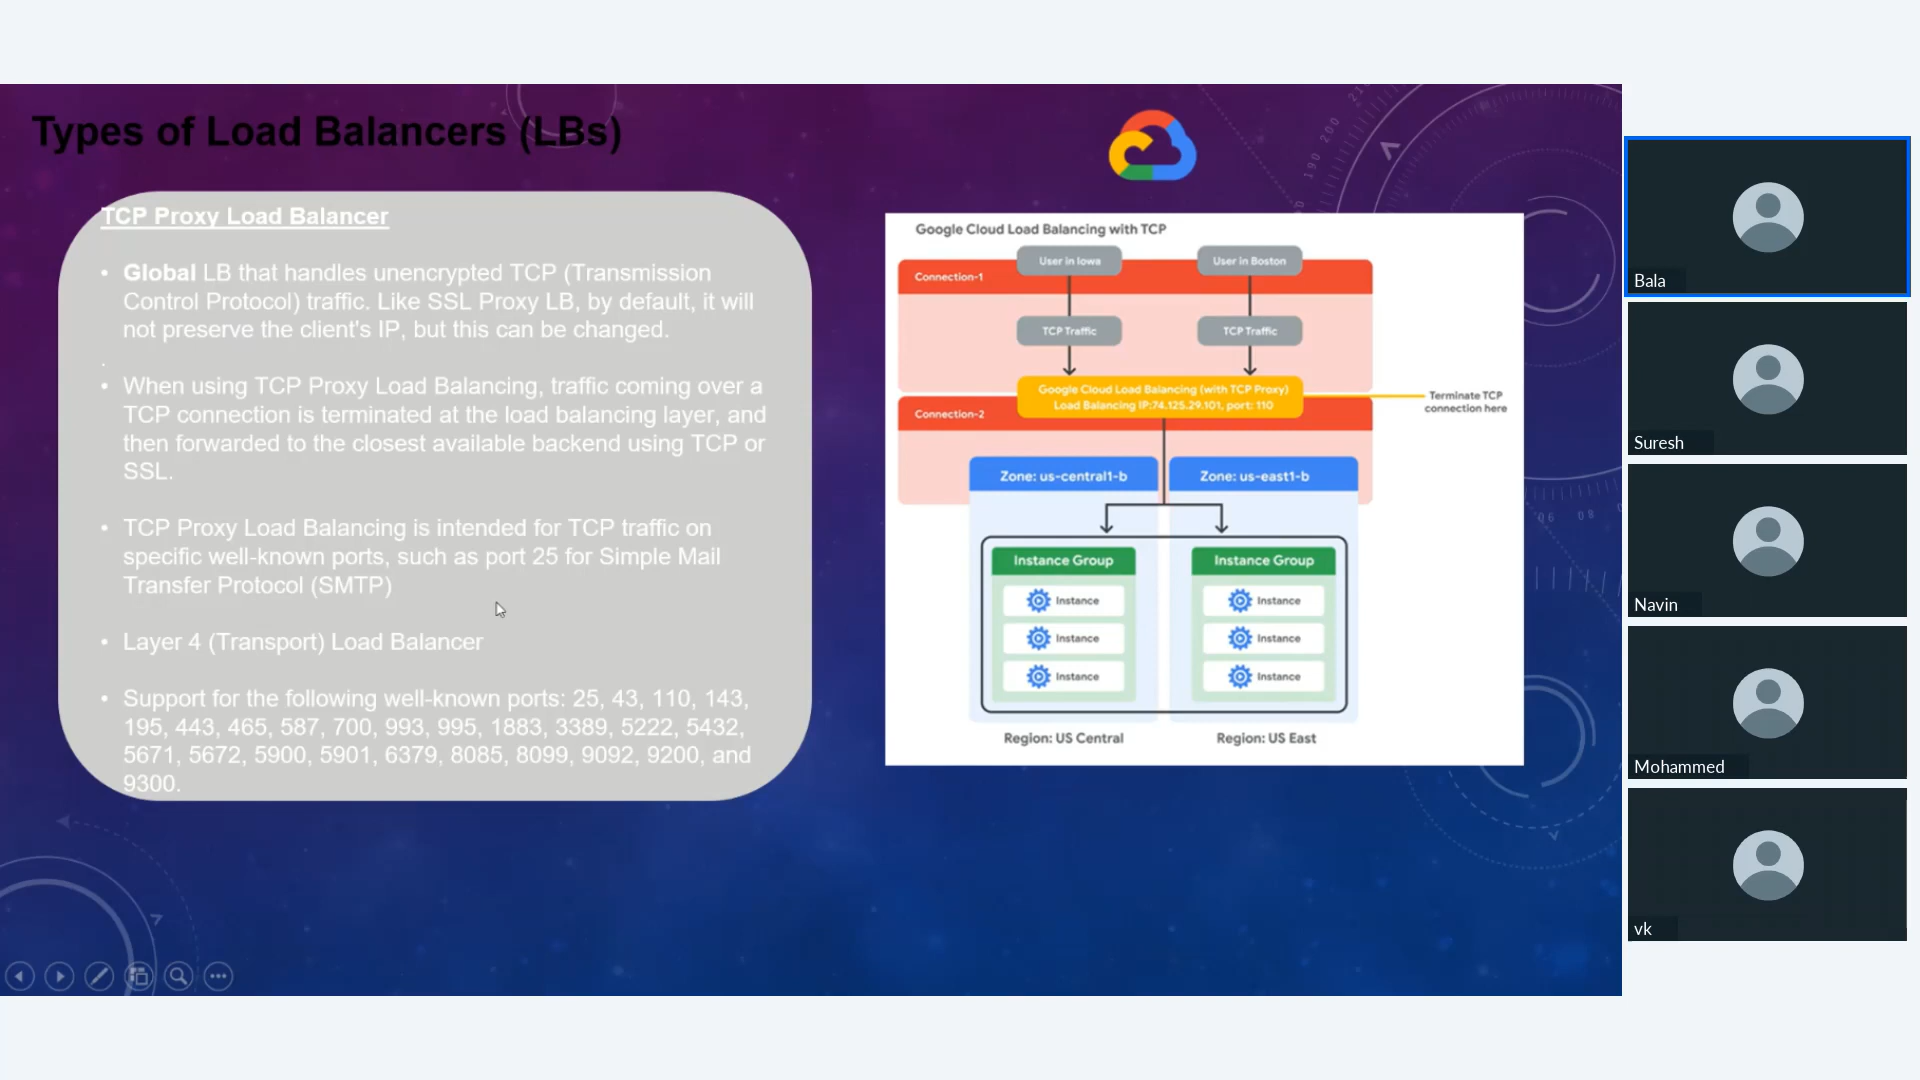 Types of Load Balancers (LBs)
TCP Proxy Load Balancer
• Global LB that handles unencrypted TCP (Transmission
Control Protocol) traffic. Like SSL Proxy LB, by default, it will
not preserve the client's IP, but this can be changed.
.
• When using TCP Proxy Load Balancing, traffic coming over a
TCP connection is terminated at the load balancing layer, and
then forwarded to the closest available backend using TCP or
SSL.
• TCP Proxy Load Balancing is intended for TCP traffic on
specific well-known ports, such as port 25 for Simple Mail
Transfer Protocol (SMTP)
• Layer 4 (Transport) Load Balancer
• Support for the following well-known ports: 25, 43, 110, 143,
195, 443, 465, 587, 700, 993, 995, 1883, 3389, 5222, 5432,
5671, 5672, 5900, 5901, 6379, 8085, 8099, 9092, 9200, and
9300.
Google Cloud Load Balancing with TCP
User in Iowa
User in Boston
Connection-1
TCP Traffic
TCP Traffic
Google Cloud Load Balancing (with TCP Proxy)
Load Balancing IP:74.125.29.101, port: 110
Terminate TCP
connection here
Connection-2
Zone: us-central1-b
Zone: us-east1-b
Instance Group
Instance Group
Instance
Instance
Instance
Instance
Instance
Instance
Region: US Central
Region: US East
210
200
190
80
90
Bala
Suresh
Navin
Mohammed
vk